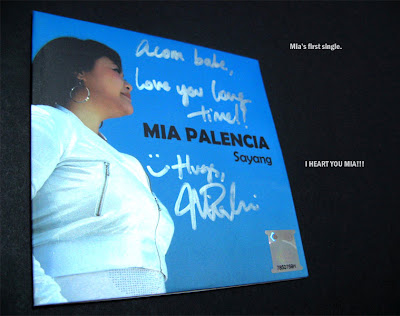 Mia's first single.
Acom babe,
Love you long
time!!
MIA PALENCIA
Sayang
Hugs,
I HEART YOU MIA!!!